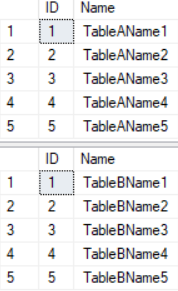 ID Name
1 1 TableAName1
2 2 TableAName2
3 3 TableAName3
4 4 TableAName4
5 5 TableAName5
ID Name
1 1 TableBName1
2 2 TableBName2
3 3 TableBName3
4 4 TableBName4
5 5 TableBName5